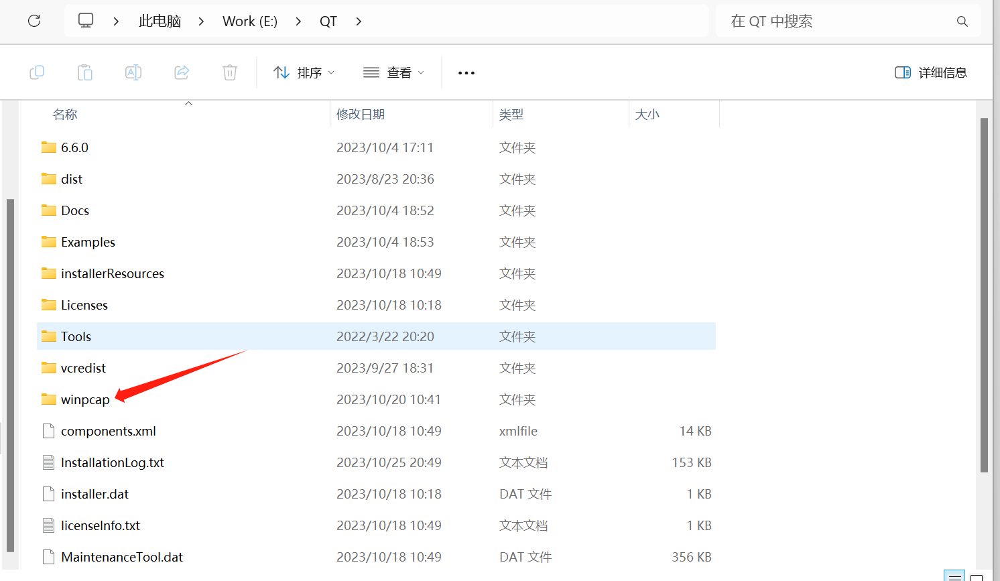 此电脑 Work (E:) QT 在 QT 中搜索
排序 查看 详细信息
名称 修改日期 类型 大小
6.6.0 2023/10/4 17:11 文件夹
dist 2023/8/23 20:36 文件夹
Docs 2023/10/4 18:52 文件夹
Examples 2023/10/4 18:53 文件夹
installerResources 2023/10/18 10:49 文件夹
Licenses 2023/10/18 10:18 文件夹
Tools 2022/3/22 20:20 文件夹
vcredist 2023/9/27 18:31 文件夹
winpcap 2023/10/20 10:41 文件夹
components.xml 2023/10/18 10:49 xmlfile 14 KB
InstallationLog.txt 2023/10/25 20:49 文本文档 153 KB
installer.dat 2023/10/18 10:18 DAT 文件 1 KB
licenseInfo.txt 2023/10/18 10:49 文本文档 1 KB
MaintenanceTool.dat 2023/10/18 10:49 DAT 文件 356 KB